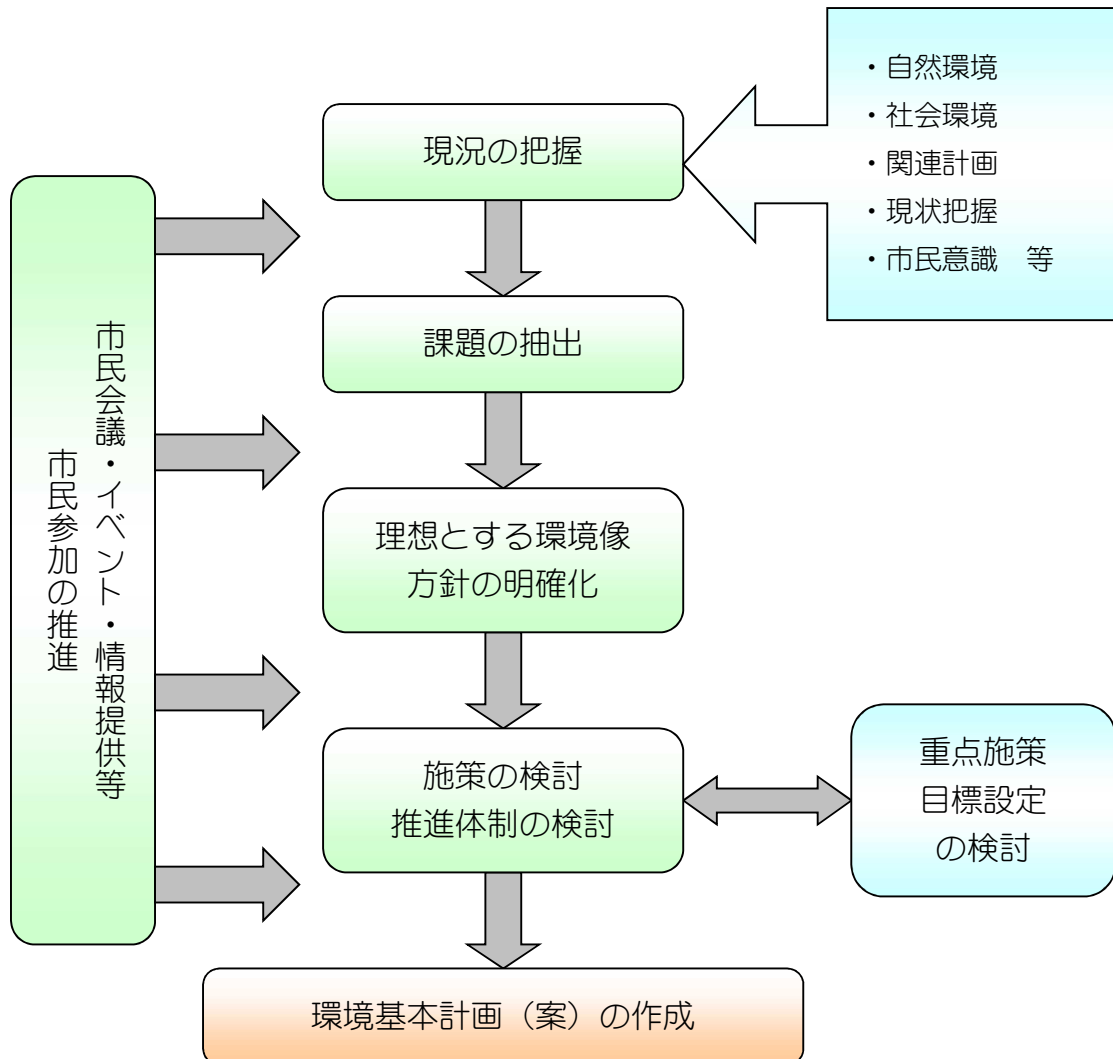 現況の把握
・自然環境
・社会環境
・関連計画
・現状把握
・市民意識　等
市民会議・イベント・情報提供等
市民参加の推進
課題の抽出
理想とする環境像
方針の明確化
施策の検討
推進体制の検討
重点施策
目標設定
の検討
環境基本計画（案）の作成